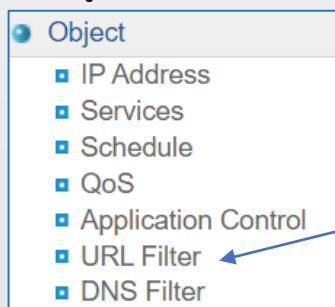 Object
IP Address
Services
Schedule
QoS
Application Control
URL Filter
DNS Filter